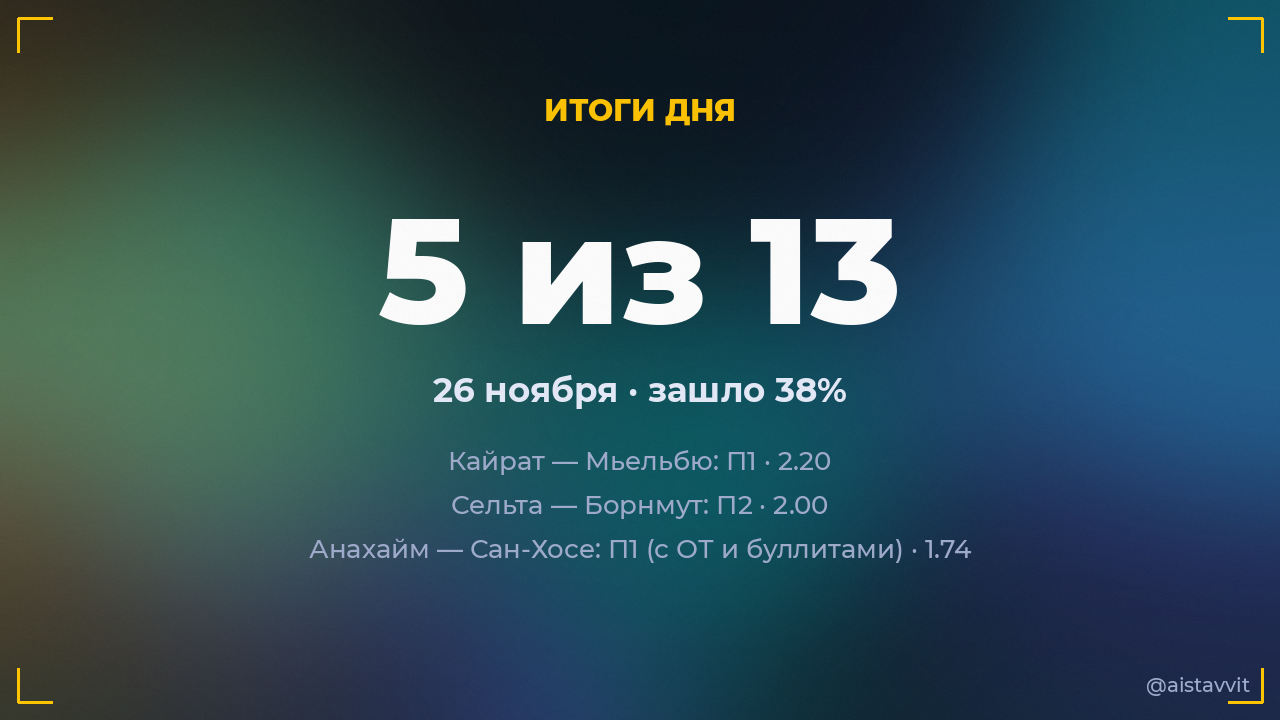 ИТОГИ ДНЯ
5 из 13
26 ноября · зашло 38%
Кайрат — Мьельбю: П1 · 2.20
Сельта — Борнмут: П2 · 2.00
Анахайм — Сан-Хосе: П1 (с ОТ и буллитами) · 1.74
@aistavvit